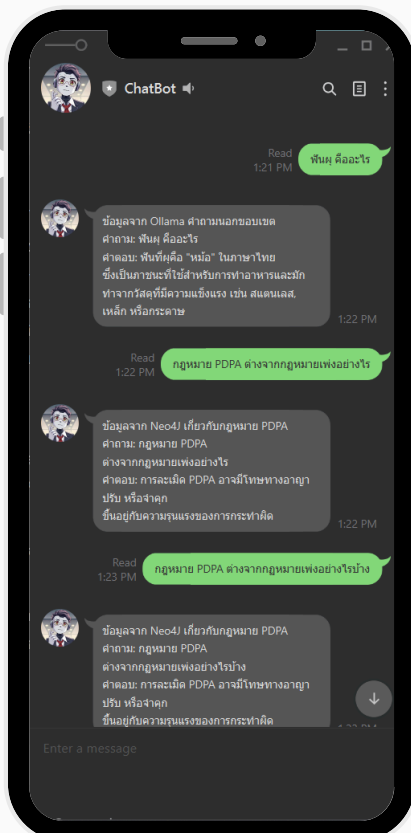 ChatBot
Read
1:21 PM
ฟันผุ คืออะไร
ข้อมูลจาก Ollama คำถามนอกขอบเขต
คำถาม: ฟันผุ คืออะไร
คำตอบ: ฟันที่ผุคือ "หม้อ" ในภาษาไทย
ซึ่งเป็นภาชนะที่ใช้สำหรับการทำอาหารและมัก
ทำจากวัสดุที่มีความแข็งแรง เช่น สแตนเลส,
เหล็ก หรือกระดาษ
1:22 PM
Read
1:22 PM
กฎหมาย PDPA ต่างจากกฎหมายเพ่งอย่างไร
ข้อมูลจาก Neo4J เกี่ยวกับกฎหมาย PDPA
คำถาม: กฎหมาย PDPA
ต่างจากกฎหมายเพ่งอย่างไร
คำตอบ: การละเมิด PDPA อาจมีโทษทางอาญา
ปรับ หรือจำคุก
ขึ้นอยู่กับความรุนแรงของการกระทำผิด
1:22 PM
Read
1:23 PM
กฎหมาย PDPA ต่างจากกฎหมายเพ่งอย่างไรบ้าง
ข้อมูลจาก Neo4J เกี่ยวกับกฎหมาย PDPA
คำถาม: กฎหมาย PDPA
ต่างจากกฎหมายเพ่งอย่างไรบ้าง
คำตอบ: การละเมิด PDPA อาจมีโทษทางอาญา
ปรับ หรือจำคุก
ขึ้นอยู่กับความรุนแรงของการกระทำผิด
Enter a message